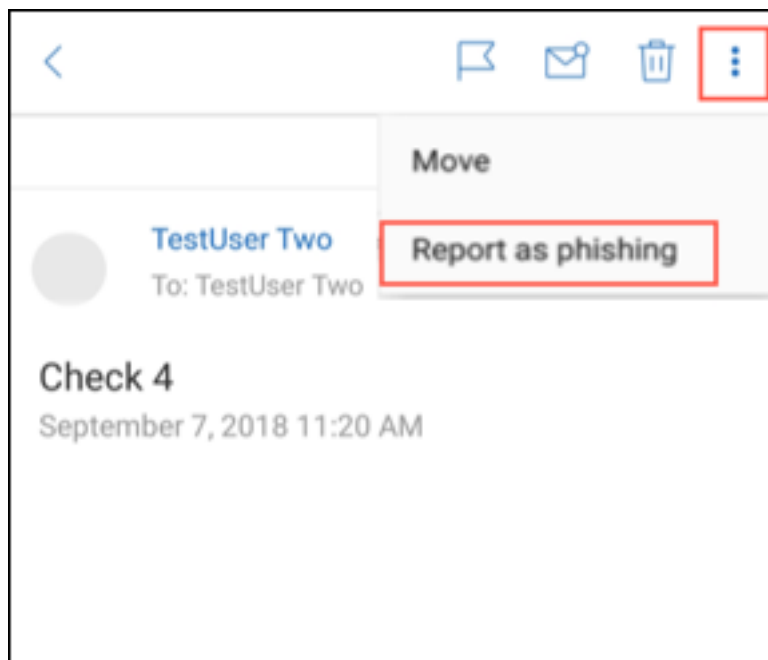 Move
Report as phishing
TestUser Two
To: TestUser Two
Check 4
September 7, 2018 11:20 AM